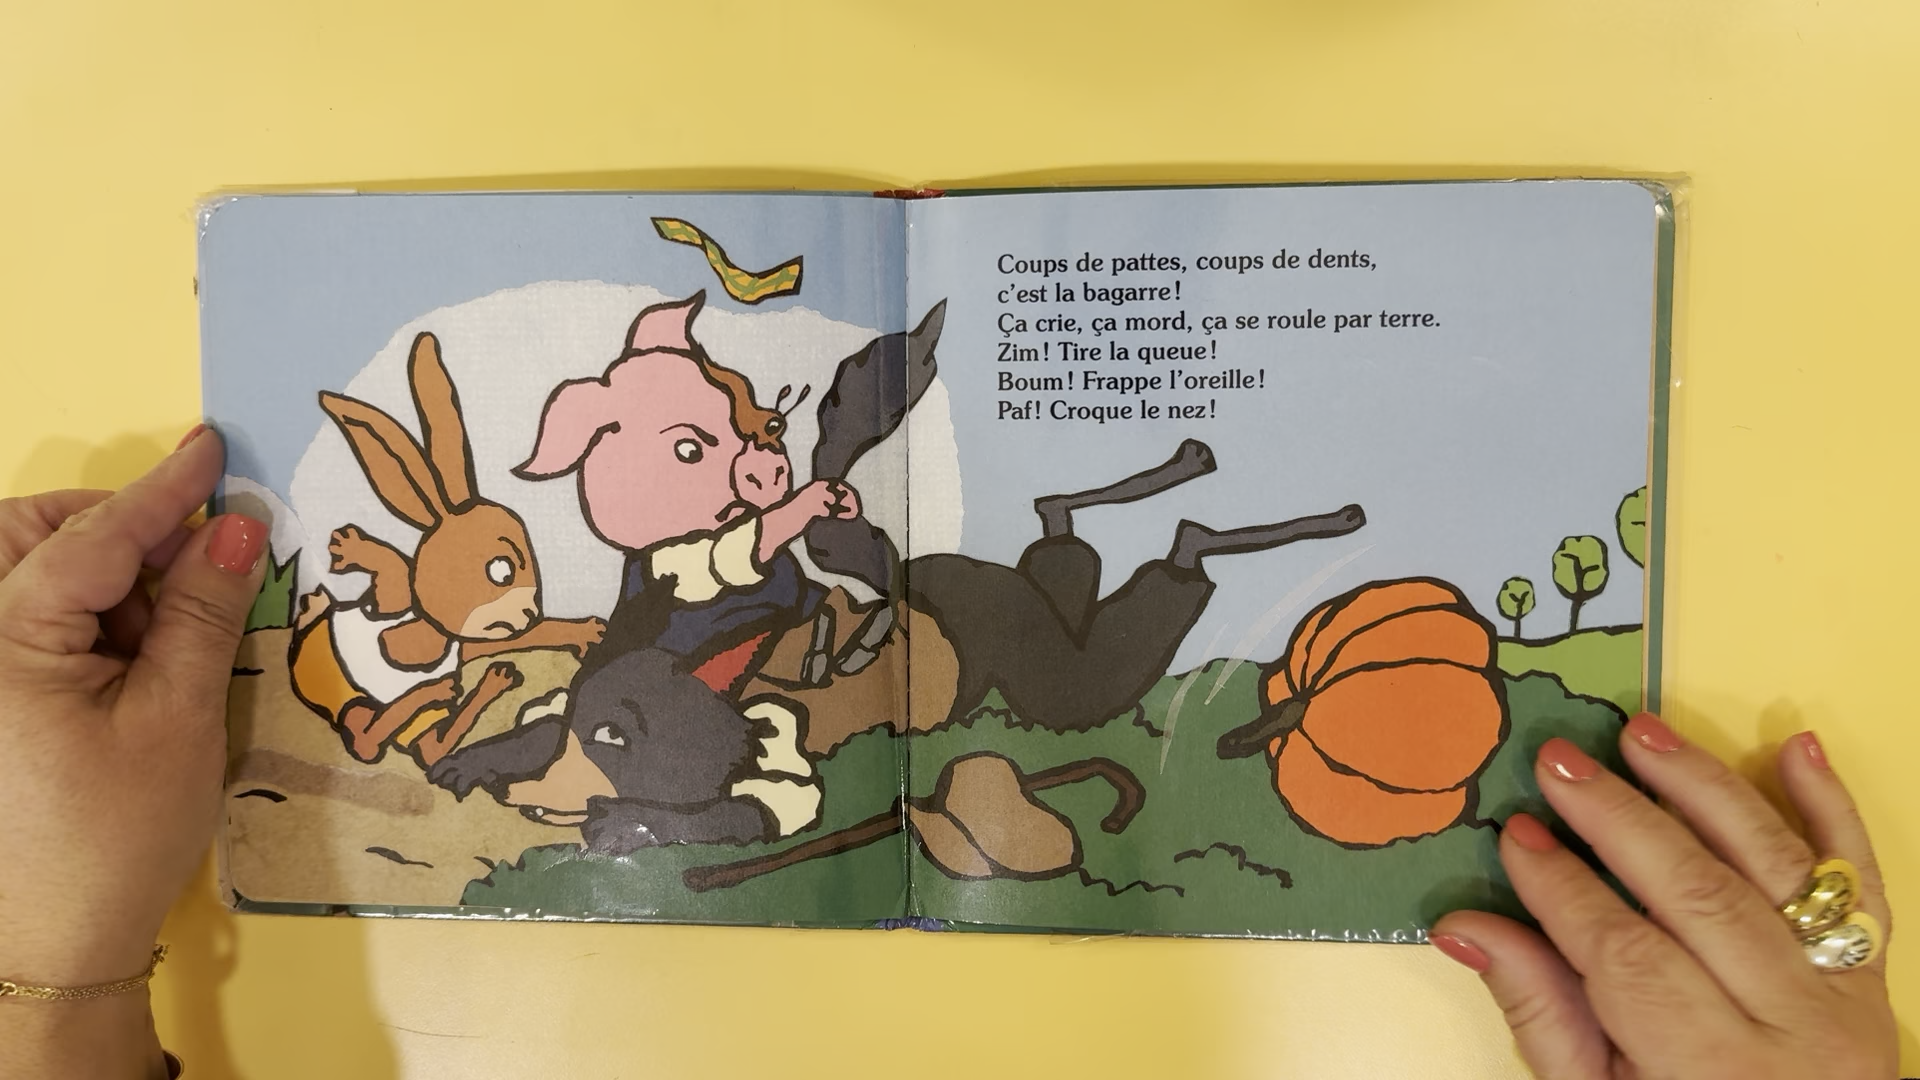 Coups de pattes, coups de dents,
c'est la bagarre !
Ça crie, ça mord, ça se roule par terre.
Zim ! Tire la queue !
Boum ! Frappe l'oreille !
Paf ! Croque le nez !